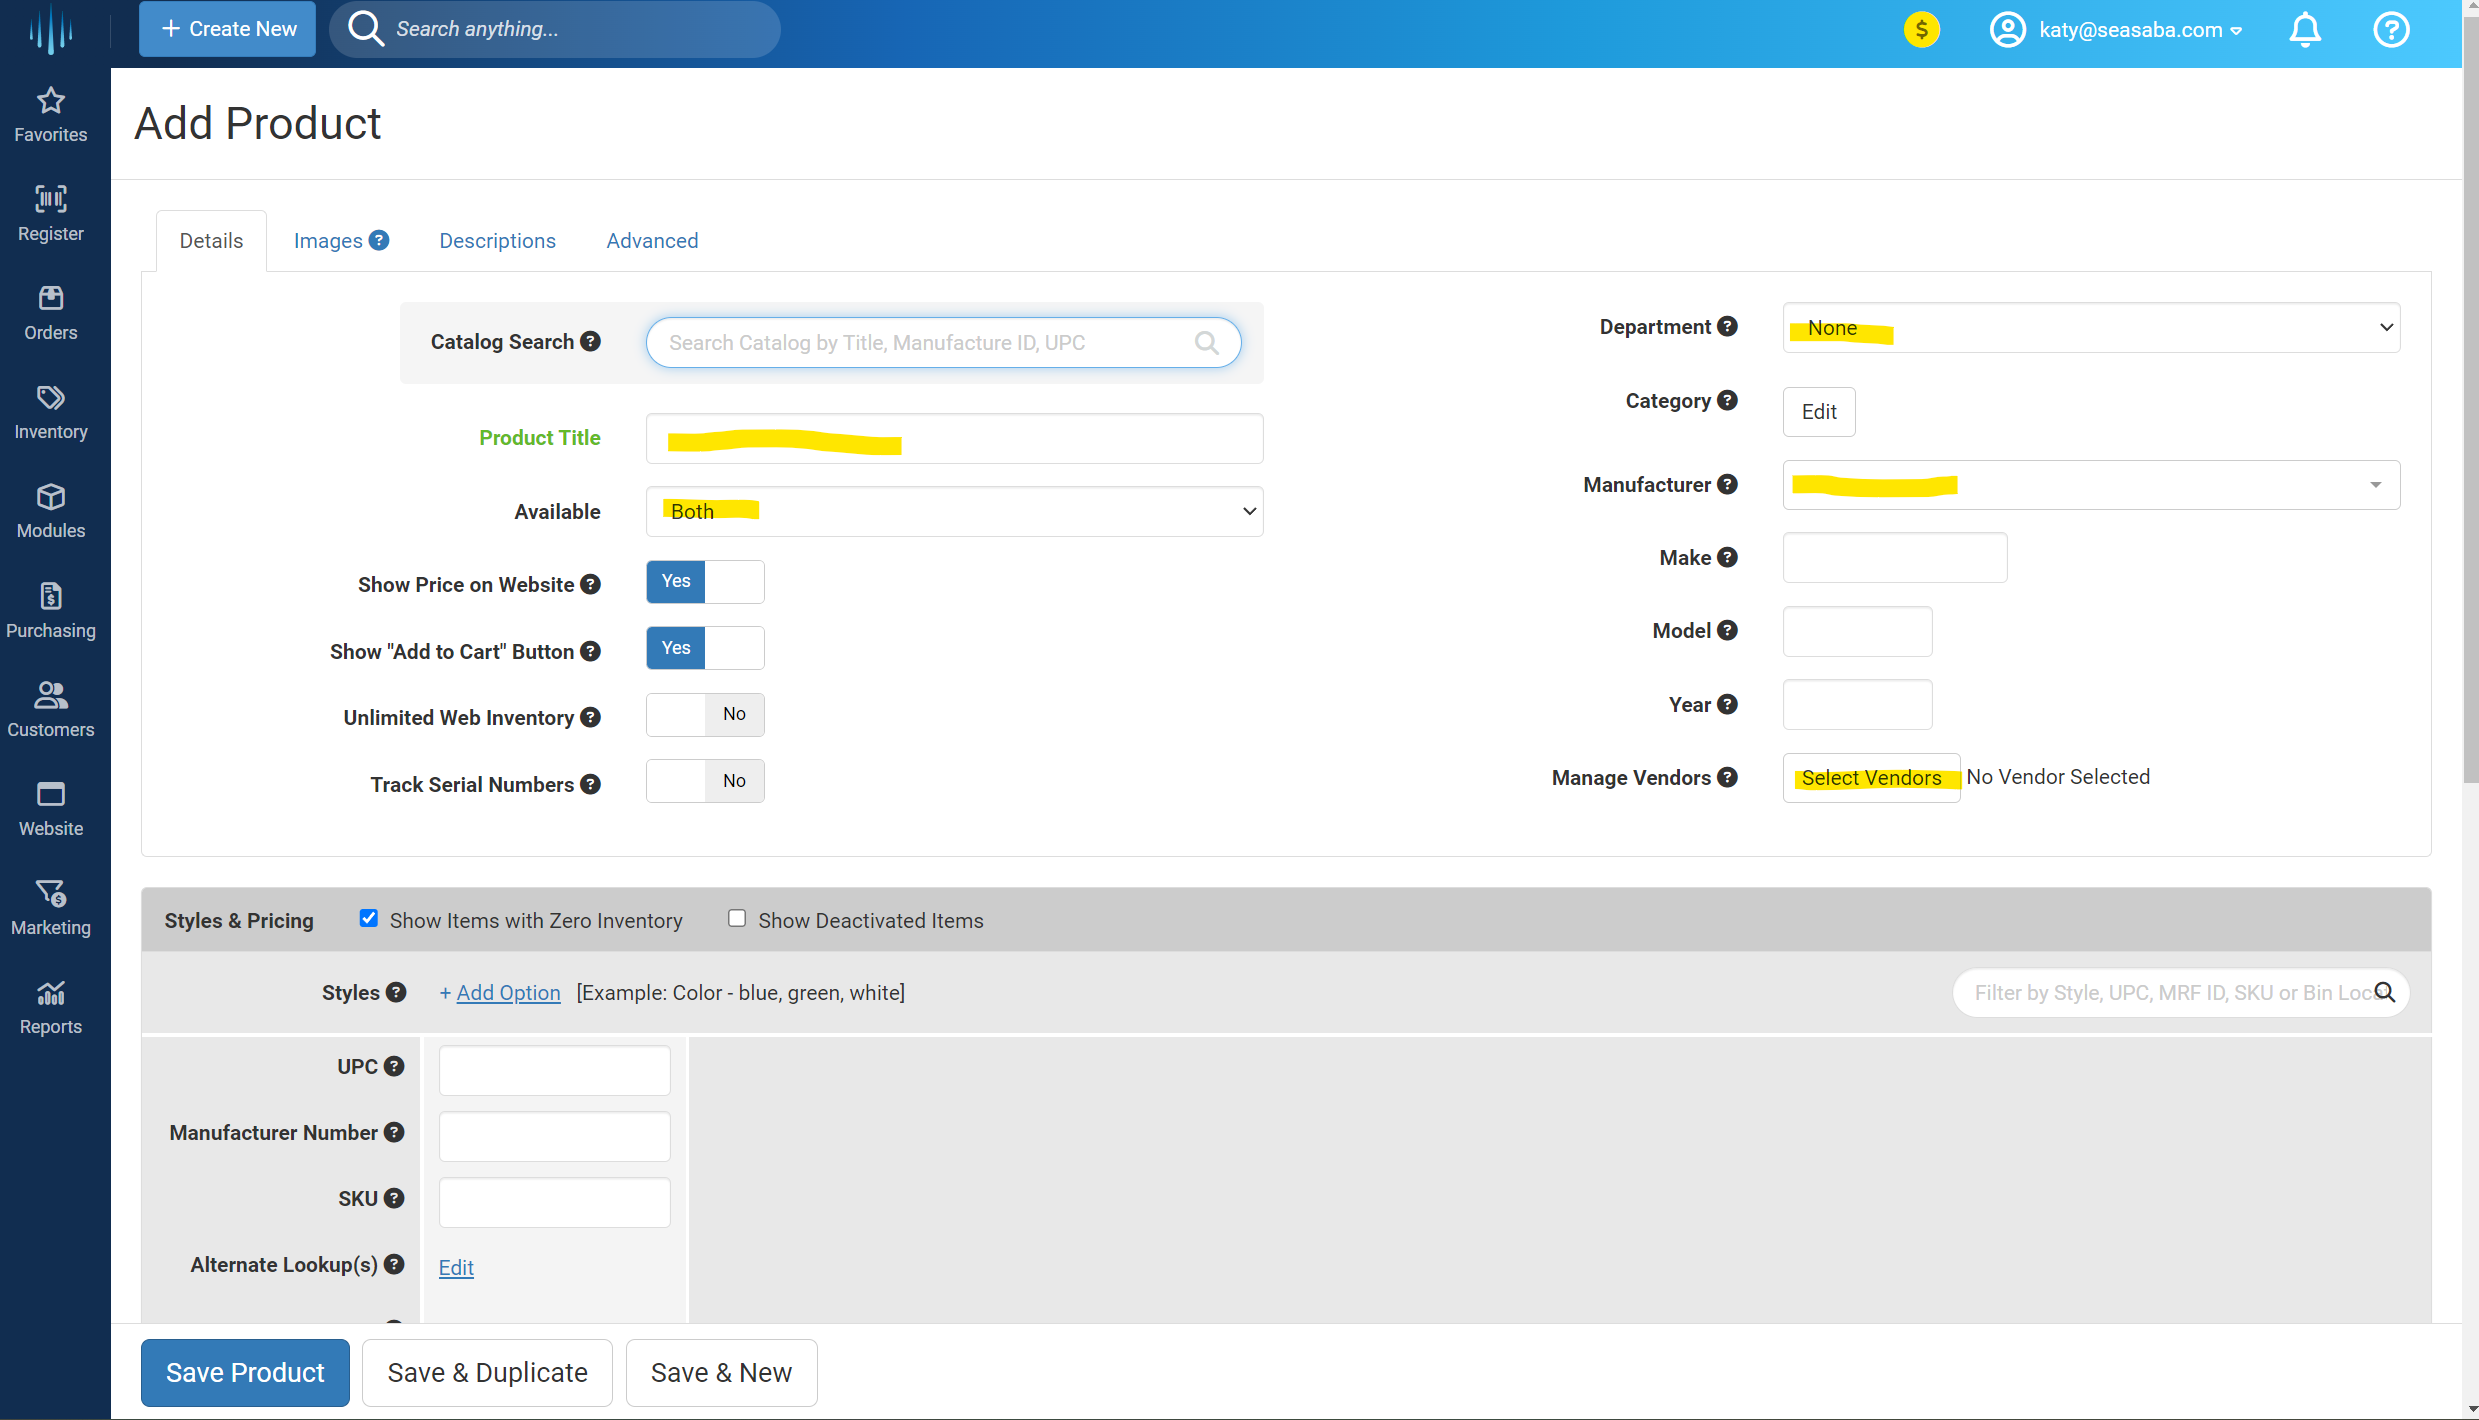 + Create New
Search anything...
$
katy@seasaba.com
?
Favorites
Register
Orders
Inventory
Modules
Purchasing
Customers
Website
Marketing
Reports
Add Product
Details
Images ?
Descriptions
Advanced
Catalog Search ?
Search Catalog by Title, Manufacture ID, UPC
Product Title
Available
Both
Show Price on Website ?
Yes
Show "Add to Cart" Button ?
Yes
Unlimited Web Inventory ?
No
Track Serial Numbers ?
No
Department ?
None
Category ?
Edit
Manufacturer ?
Make ?
Model ?
Year ?
Manage Vendors ?
Select Vendors
No Vendor Selected
Styles & Pricing
Show Items with Zero Inventory
Show Deactivated Items
Styles ?
+ Add Option [Example: Color - blue, green, white]
Filter by Style, UPC, MRF ID, SKU or Bin
UPC ?
Manufacturer Number ?
SKU ?
Alternate Lookup(s) ?
Edit
Save Product
Save & Duplicate
Save & New